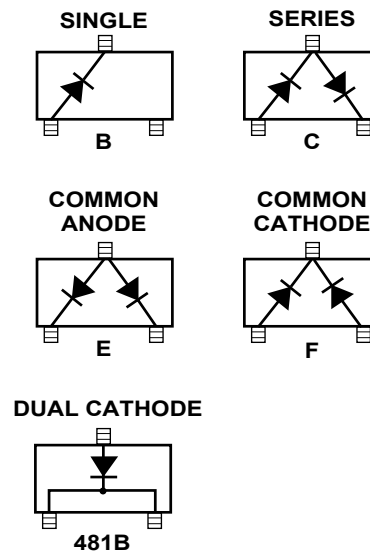 SINGLE
B
SERIES
C
COMMON
ANODE
E
COMMON
CATHODE
F
DUAL CATHODE
481B